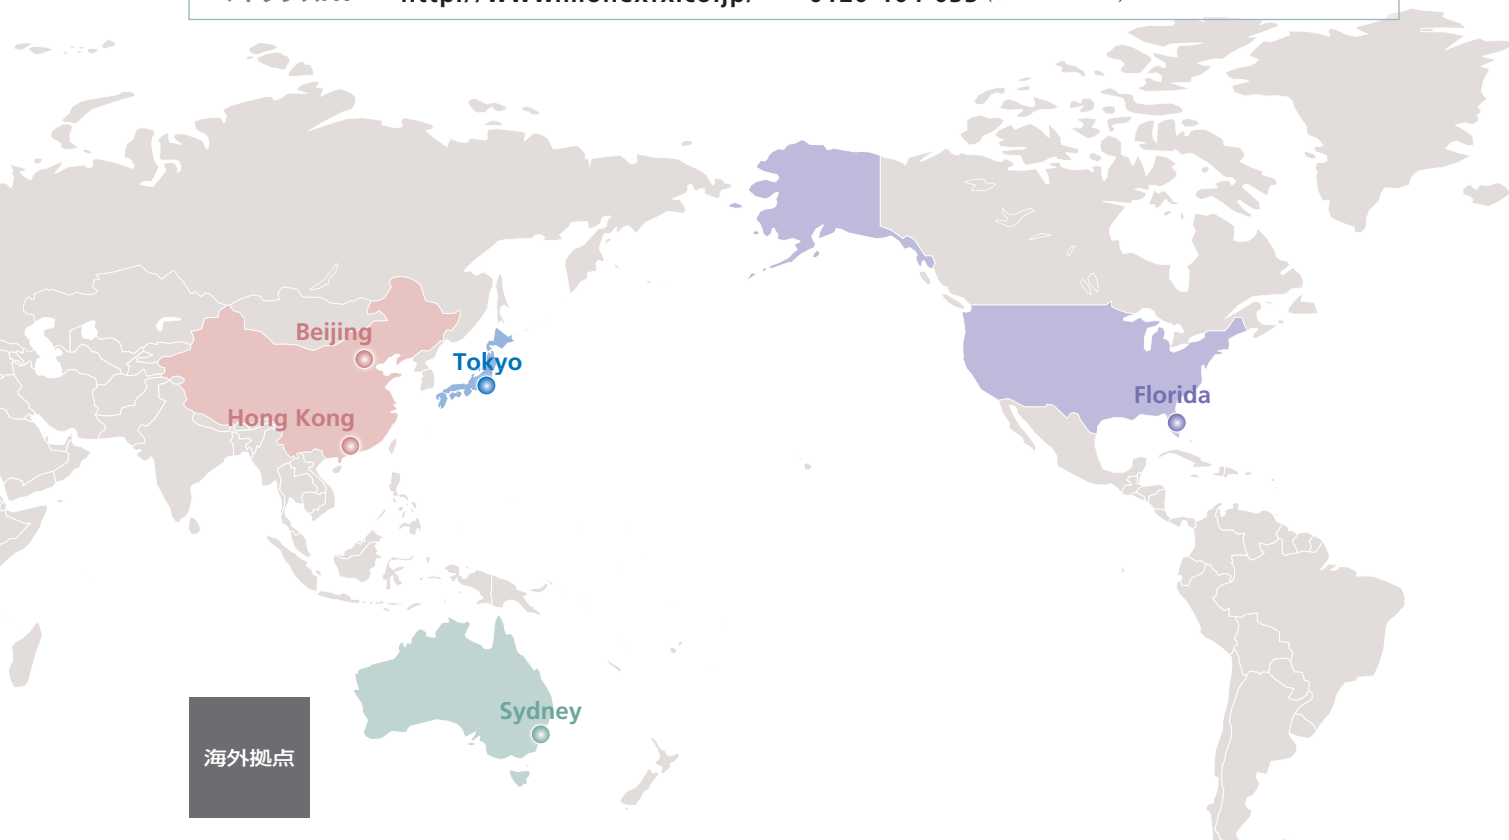 Beijing
Tokyo
Hong Kong
Florida
Sydney
海外拠点